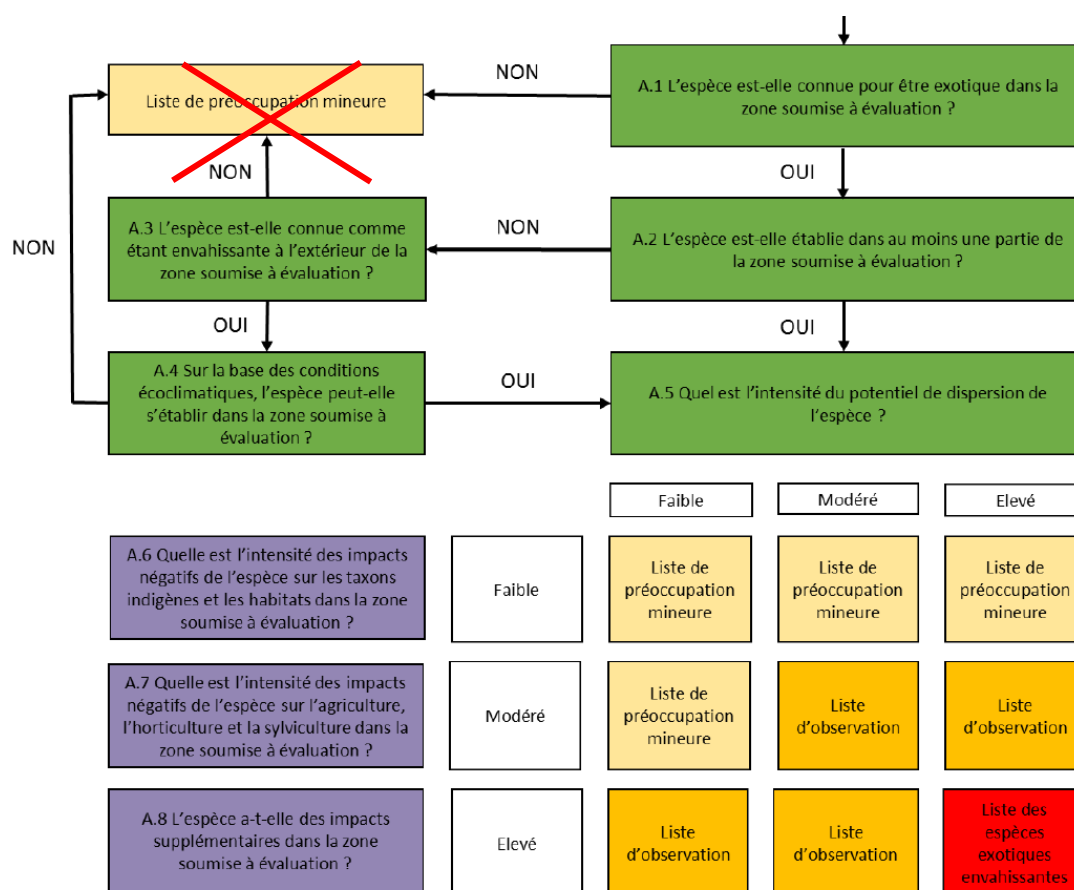 NON
A.1 L'espèce est-elle connue pour être exotique dans la
zone soumise à évaluation ?
Liste de préoccupation mineure
NON
OUI
NON
A.3 L'espèce est-elle connue comme
étant envahissante à l'extérieur de la
zone soumise à évaluation ?
NON
A.2 L'espèce est-elle établie dans au moins une partie de
la zone soumise à évaluation ?
OUI
OUI
A.4 Sur la base des conditions
écoclimatiques, l'espèce peut-elle
s'établir dans la zone soumise à
évaluation ?
OUI
A.5 Quel est l'intensité du potentiel de dispersion de
l'espèce ?
Faible
Modéré
Elevé
A.6 Quelle est l'intensité des impacts
négatifs de l'espèce sur les taxons
indigènes et les habitats dans la zone
soumise à évaluation ?
Faible
Liste de
préoccupation
mineure
Liste de
préoccupation
mineure
Liste de
préoccupation
mineure
A.7 Quelle est l'intensité des impacts
négatifs de l'espèce sur l'agriculture,
l'horticulture et la sylviculture dans la
zone soumise à évaluation ?
Modéré
Liste de
préoccupation
mineure
Liste
d'observation
Liste
d'observation
A.8 L'espèce a-t-elle des impacts
supplémentaires dans la zone
soumise à évaluation ?
Elevé
Liste
d'observation
Liste
d'observation
Liste des
espèces
exotiques
envahissantes